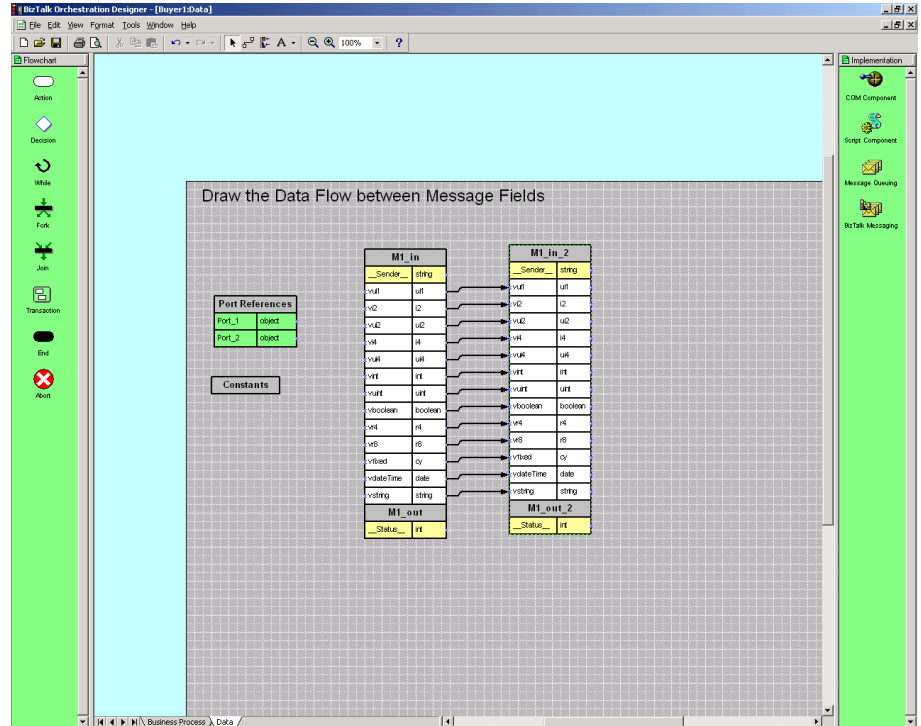 BizTalk Orchestration Designer - [Buyer1:Data]
File Edit View Format Tools Window Help
100%
Flowchart
Action
Decision
While
Fork
Join
Transaction
End
Abort
Draw the Data Flow between Message Fields
Port References
Port_1 object
Port_2 object
Constants
M1_in
__Sender__ string
vui1 ui1
vi2 i2
vui2 ui2
vi4 i4
vui4 ui4
vint int
vuint uint
vboolean boolean
vr4 r4
vr8 r8
vfixed cy
vdateTime date
vstring string
M1_out
__Status__ int
M1_in_2
__Sender__ string
vui1 ui1
vi2 i2
vui2 ui2
vi4 i4
vui4 ui4
vint int
vuint uint
vboolean boolean
vr4 r4
vr8 r8
vfixed cy
vdateTime date
vstring string
M1_out_2
__Status__ int
Implementation
COM Component
Script Component
Message Queuing
BizTalk Messaging
Business Process Data